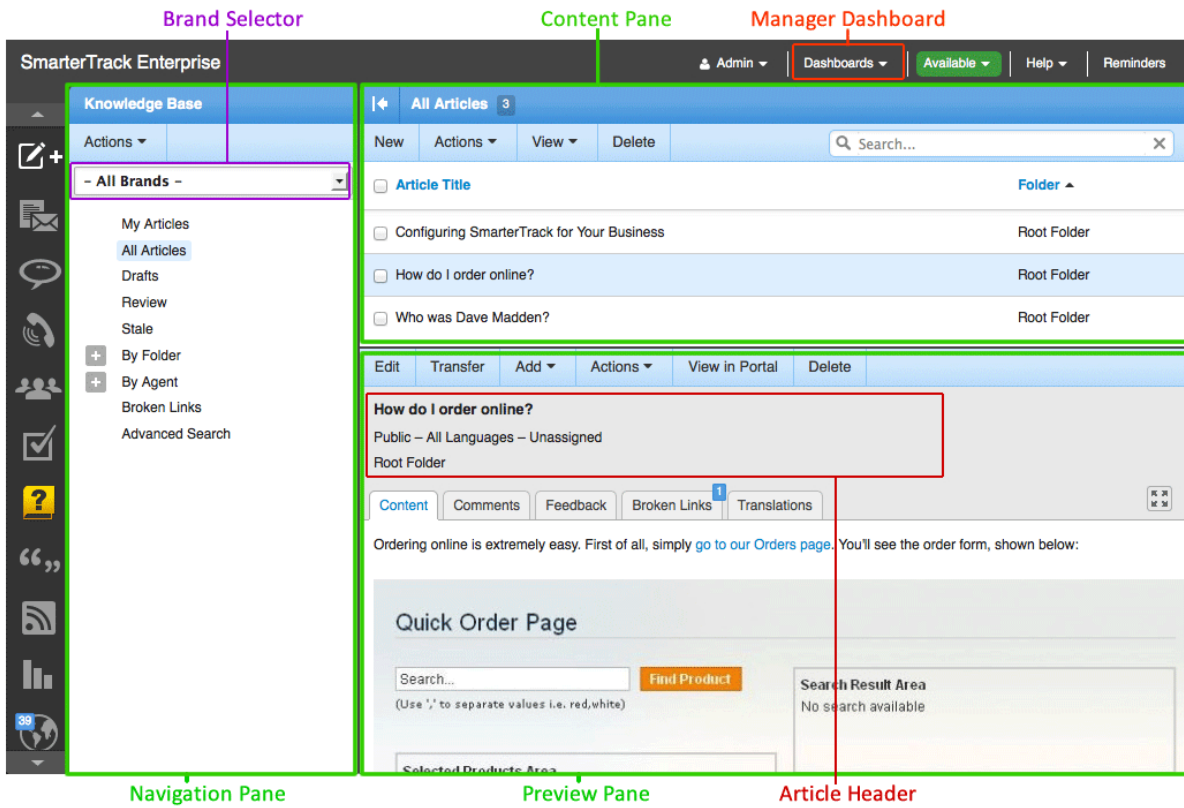 Brand Selector
Content Pane
Manager Dashboard
SmarterTrack Enterprise
Admin
Dashboards
Available
Help
Reminders
Knowledge Base
Actions
- All Brands -
My Articles
All Articles
Drafts
Review
Stale
By Folder
By Agent
Broken Links
Advanced Search
39
All Articles 3
New Actions View Delete
Search...
Article Title Folder
Configuring SmarterTrack for Your Business Root Folder
How do I order online? Root Folder
Who was Dave Madden? Root Folder
Edit Transfer Add Actions View in Portal Delete
How do I order online?
Public – All Languages – Unassigned
Root Folder
Content Comments Feedback Broken Links 1 Translations
Ordering online is extremely easy. First of all, simply go to our Orders page. You'll see the order form, shown below:
Quick Order Page
Search... Find Product
(Use ',' to separate values i.e. red,white)
Search Result Area
No search available
Selected Products Area
Navigation Pane
Preview Pane
Article Header